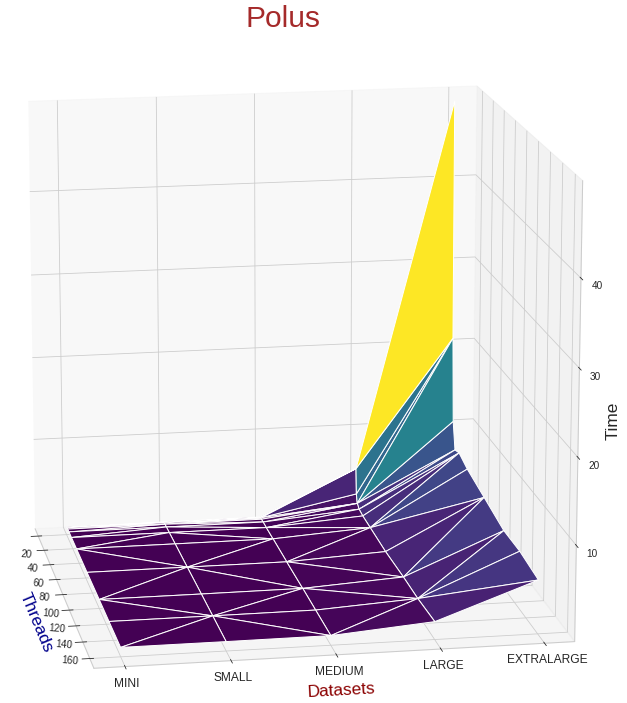 Polus
40
30
20
10
Time
20
40
60
80
100
120
140
160
Threads
MINI
SMALL
MEDIUM
LARGE
EXTRALARGE
Datasets